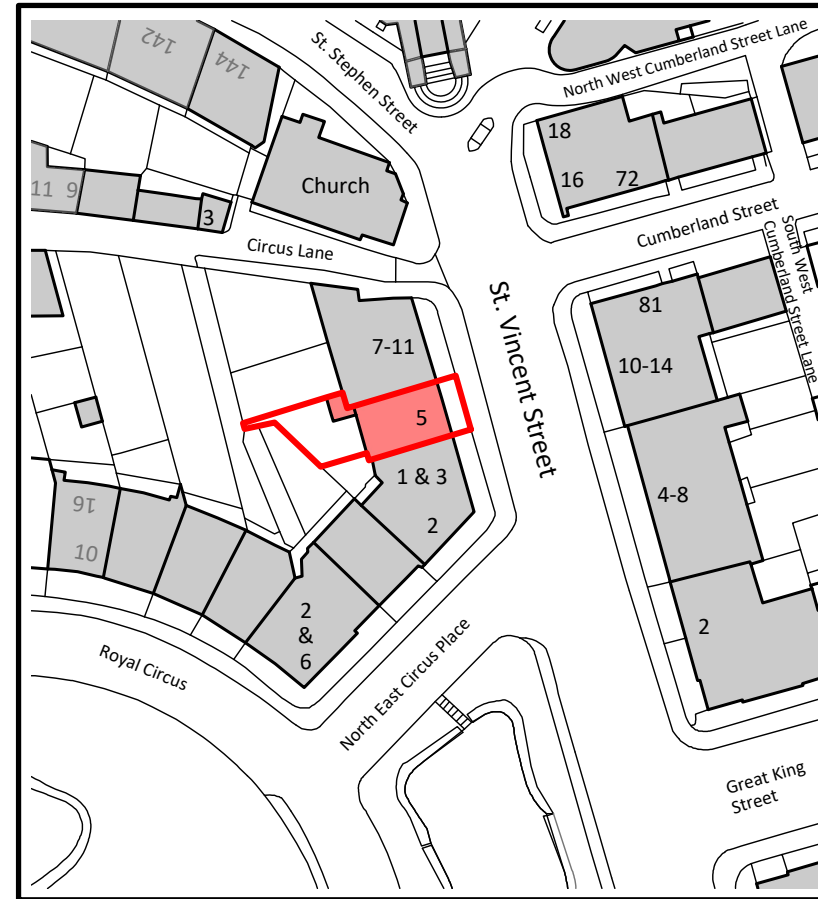 142
144
St. Stephen Street
North West Cumberland Street Lane
18
16
72
Church
11
9
3
Circus Lane
Cumberland Street
South West
Cumberland Street Lane
St. Vincent Street
81
7-11
10-14
5
1 & 3
4-8
2
16
10
2
&
6
2
Royal Circus
North East Circus Place
Great King
Street